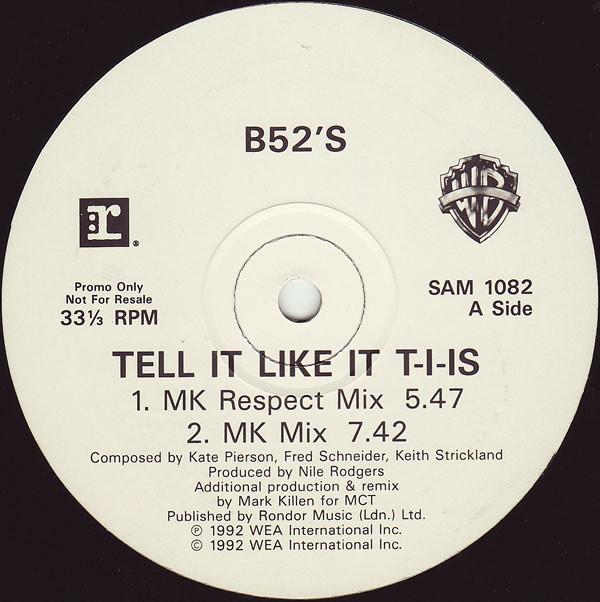 B52'S
r
®
WB
Promo Only
Not For Resale
33⅓ RPM
SAM 1082
A Side
TELL IT LIKE IT T-I-IS
1. MK Respect Mix 5.47
2. MK Mix 7.42
Composed by Kate Pierson, Fred Schneider, Keith Strickland
Produced by Nile Rodgers
Additional production & remix
by Mark Killen for MCT
Published by Rondor Music (Ldn.) Ltd.
℗ 1992 WEA International Inc.
© 1992 WEA International Inc.